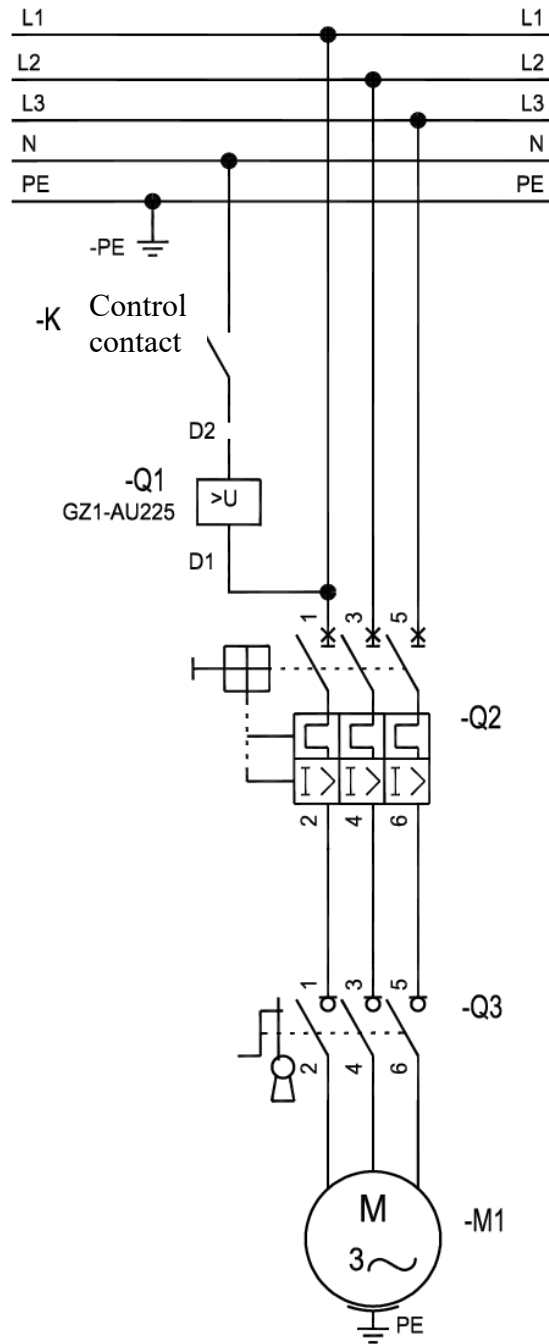 L1 L1
L2 L2
L3 L3
N N
PE PE
-PE
-K Control
contact
D2
-Q1
GZ1-AU225
>U
D1
1 3 5
-Q2
I> I> I>
2 4 6
1 3 5
-Q3
2 4 6
M
3~
-M1
PE